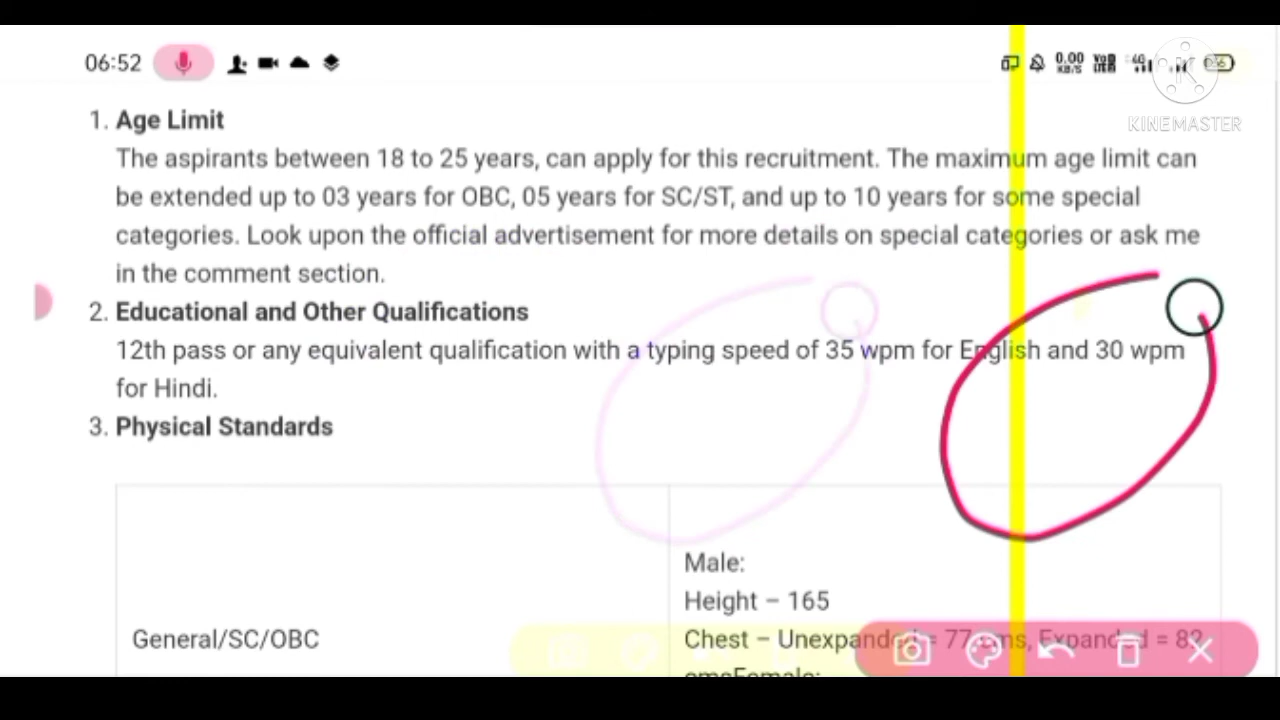 06:52
0.00
KB/S
4G
KINEMASTER
1. Age Limit
The aspirants between 18 to 25 years, can apply for this recruitment. The maximum age limit can
be extended up to 03 years for OBC, 05 years for SC/ST, and up to 10 years for some special
categories. Look upon the official advertisement for more details on special categories or ask me
in the comment section.
2. Educational and Other Qualifications
12th pass or any equivalent qualification with a typing speed of 35 wpm for English and 30 wpm
for Hindi.
3. Physical Standards
Male:
Height – 165
General/SC/OBC
Chest – Unexpanded = 77 cms, Expanded = 82
cmsFemale: